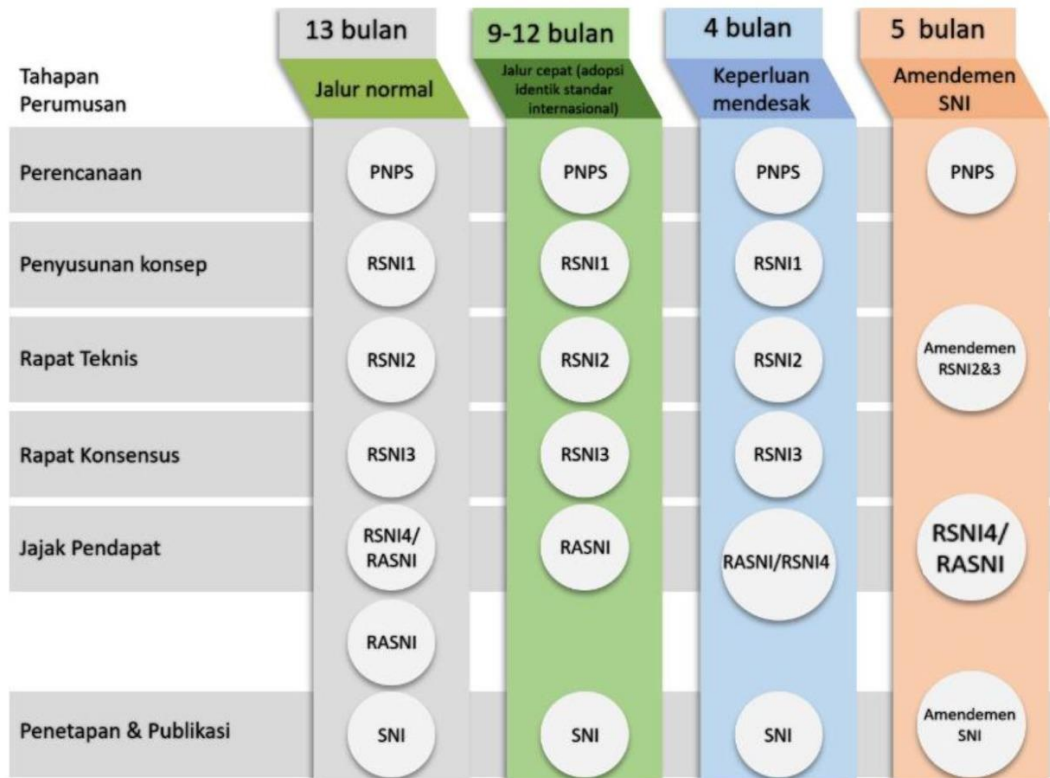 13 bulan
9-12 bulan
4 bulan
5 bulan
Tahapan
Perumusan
Jalur normal
Jalur cepat (adopsi
identik standar
internasional)
Keperluan
mendesak
Amendemen
SNI
Perencanaan
PNPS
PNPS
PNPS
PNPS
Penyusunan konsep
RSNI1
RSNI1
RSNI1
Rapat Teknis
RSNI2
RSNI2
RSNI2
Amendemen
RSNI2&3
Rapat Konsensus
RSNI3
RSNI3
RSNI3
Jajak Pendapat
RSNI4/
RASNI
RASNI
RASNI/RSNI4
RSNI4/
RASNI
RASNI
Penetapan & Publikasi
SNI
SNI
SNI
Amendemen
SNI